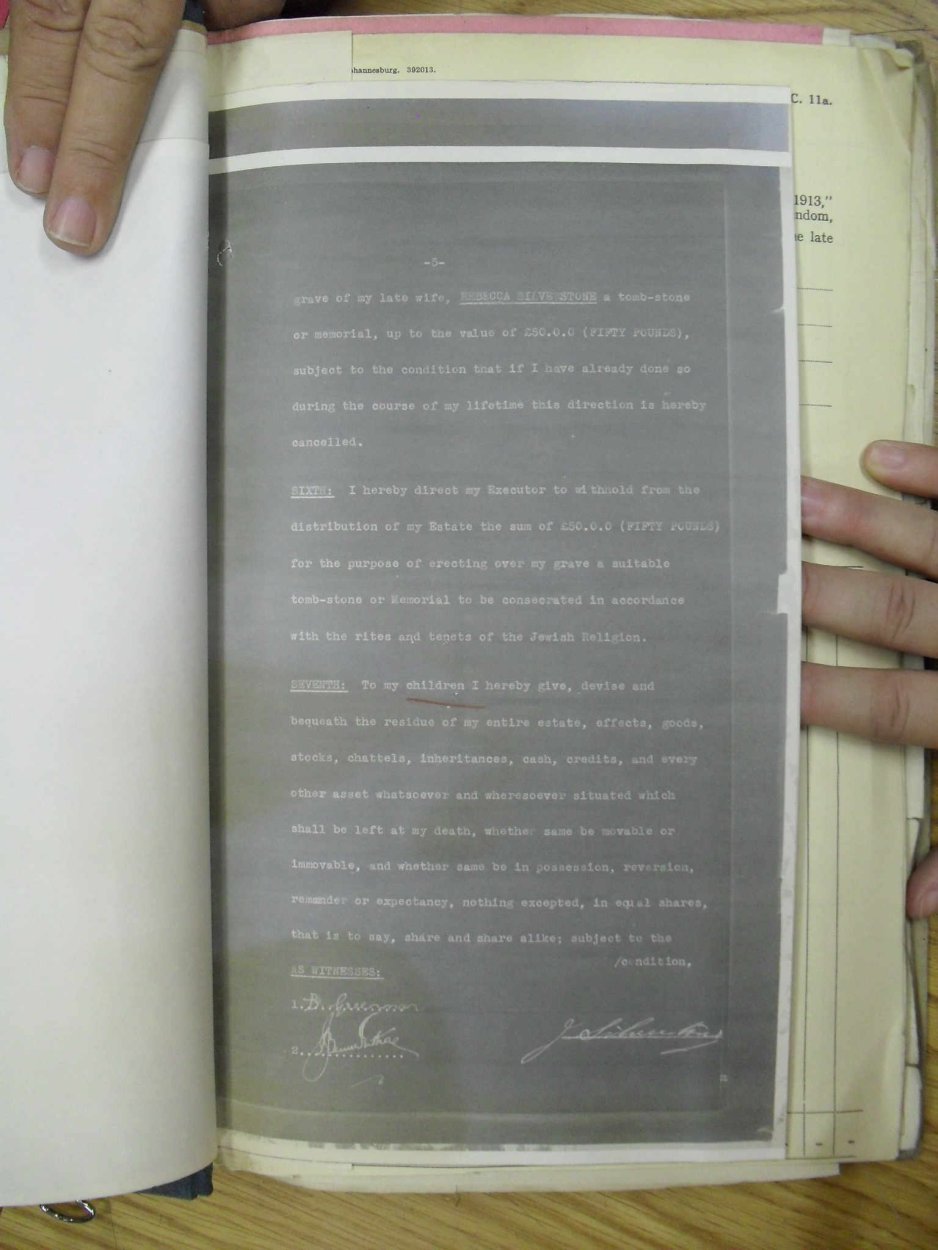 hannesburg. 392013.
C. 11a.
1913,"
ndom,
e late
-5-
grave of my late wife, REBECCA SILVERSTONE a tomb-stone
or memorial, up to the value of £50.0.0 (FIFTY POUNDS),
subject to the condition that if I have already done so
during the course of my lifetime this direction is hereby
cancelled.
SIXTH: I hereby direct my Executor to withhold from the
distribution of my Estate the sum of £50.0.0 (FIFTY POUNDS)
for the purpose of erecting over my grave a suitable
tomb-stone or Memorial to be consecrated in accordance
with the rites and tenets of the Jewish Religion.
SEVENTH: To my children I hereby give, devise and
bequeath the residue of my entire estate, effects, goods,
stocks, chattels, inheritances, cash, credits, and every
other asset whatsoever and wheresoever situated which
shall be left at my death, whether same be movable or
immovable, and whether same be in possession, reversion,
remander or expectancy, nothing excepted, in equal shares,
that is to say, share and share alike; subject to the
/condition,
AS WITNESSES:
1.
2.
J Silverstone